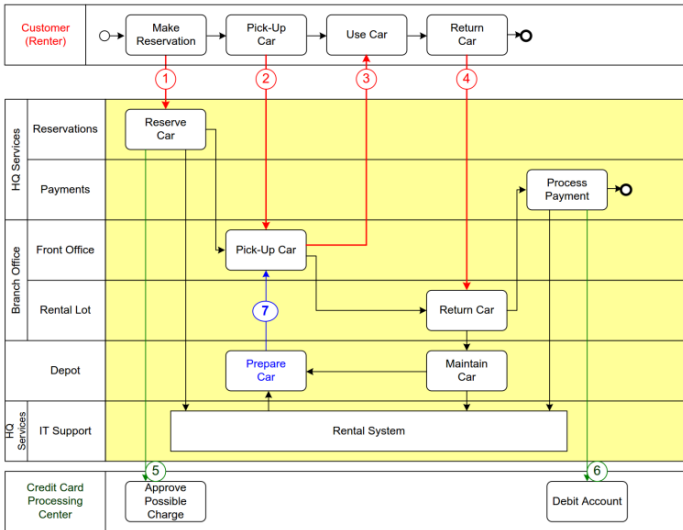 Customer
(Renter)
Make
Reservation
Pick-Up
Car
Use Car
Return
Car
1
2
3
4
HQ Services
Reservations
Reserve
Car
Payments
Process
Payment
Branch Office
Front Office
Pick-Up Car
Rental Lot
7
Return Car
Depot
Prepare
Car
Maintain
Car
HQ
Services
IT Support
Rental System
5
6
Credit Card
Processing
Center
Approve
Possible
Charge
Debit Account